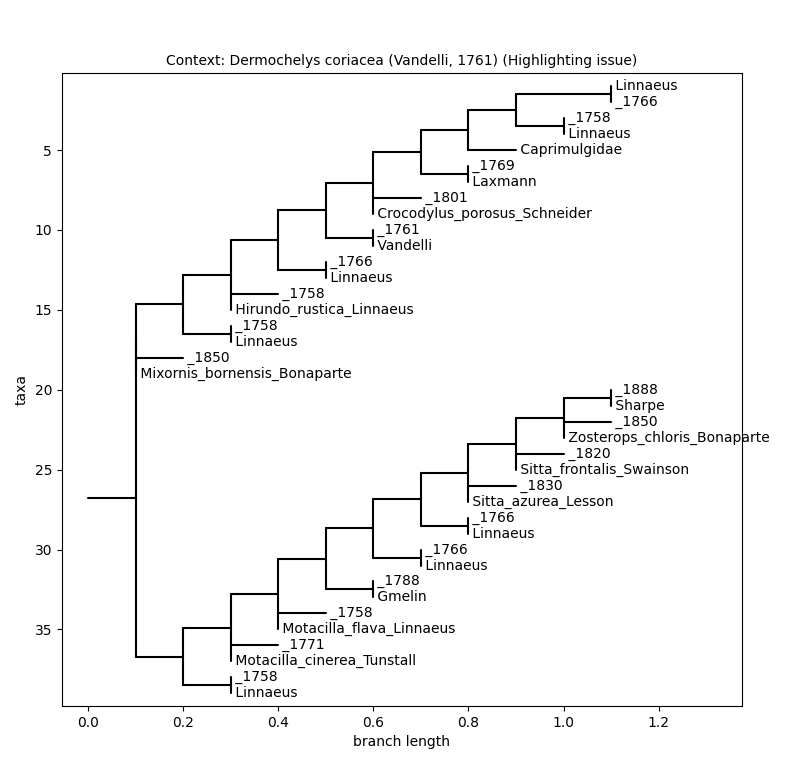 Context: Dermochelys coriacea (Vandelli, 1761) (Highlighting issue)
Linnaeus
_1766
_1758
Linnaeus
Caprimulgidae
_1769
Laxmann
_1801
Crocodylus_porosus_Schneider
_1761
Vandelli
_1766
Linnaeus
_1758
Hirundo_rustica_Linnaeus
_1758
Linnaeus
_1850
Mixornis_bornensis_Bonaparte
_1888
Sharpe
_1850
Zosterops_chloris_Bonaparte
_1820
Sitta_frontalis_Swainson
_1830
Sitta_azurea_Lesson
_1766
Linnaeus
_1766
Linnaeus
_1788
Gmelin
_1758
Motacilla_flava_Linnaeus
_1771
Motacilla_cinerea_Tunstall
_1758
Linnaeus
5
10
15
20
25
30
35
taxa
0.0 0.2 0.4 0.6 0.8 1.0 1.2
branch length